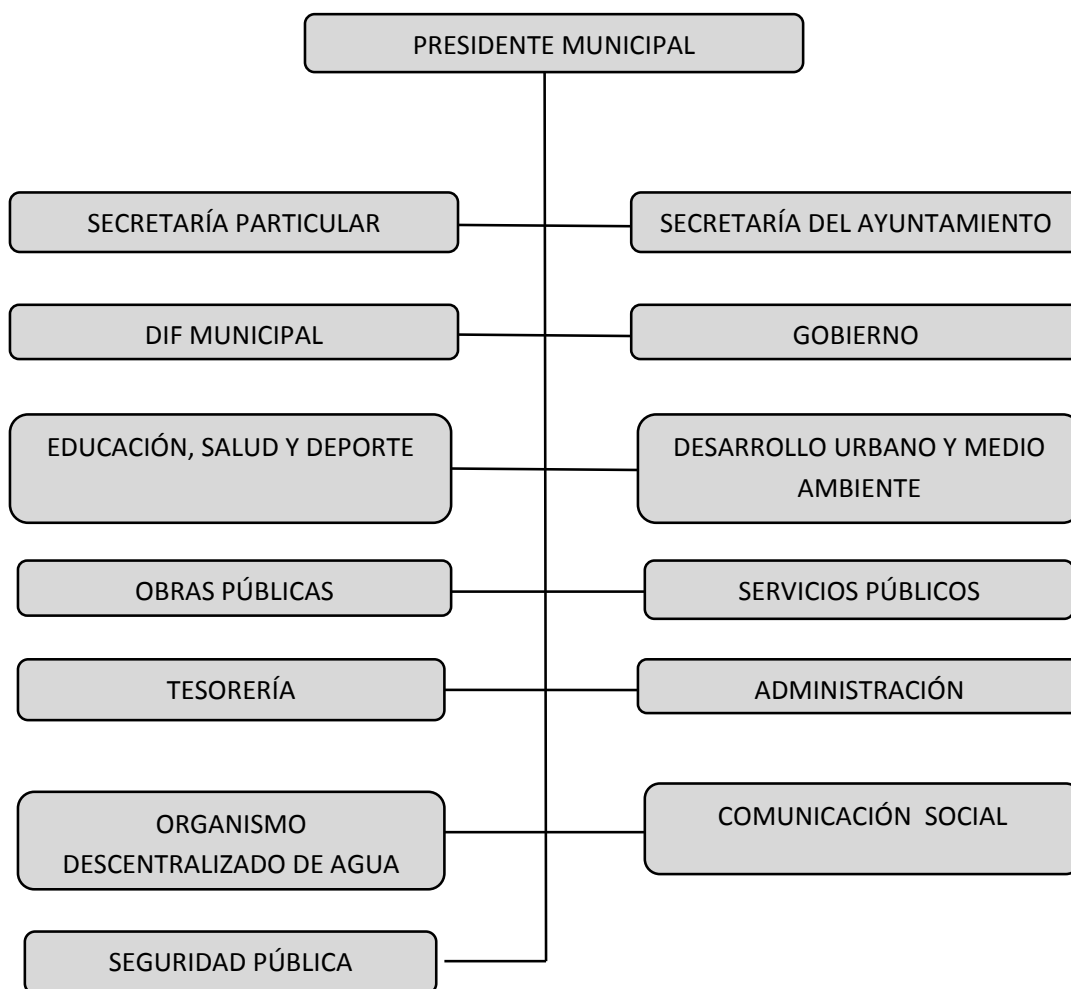 PRESIDENTE MUNICIPAL
SECRETARÍA PARTICULAR
SECRETARÍA DEL AYUNTAMIENTO
DIF MUNICIPAL
GOBIERNO
EDUCACIÓN, SALUD Y DEPORTE
DESARROLLO URBANO Y MEDIO
AMBIENTE
OBRAS PÚBLICAS
SERVICIOS PÚBLICOS
TESORERÍA
ADMINISTRACIÓN
ORGANISMO
DESCENTRALIZADO DE AGUA
COMUNICACIÓN  SOCIAL
SEGURIDAD PÚBLICA